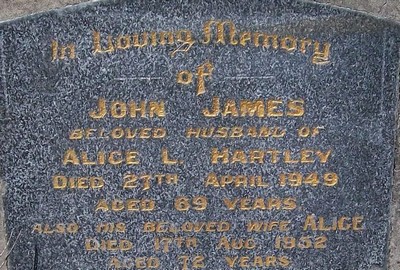 In Loving Memory
of
JOHN JAMES
BELOVED HUSBAND OF
ALICE L. HARTLEY
DIED 27TH APRIL 1949
AGED 69 YEARS
ALSO HIS BELOVED WIFE ALICE
DIED 17TH AUG 1952
AGED 72 YEARS